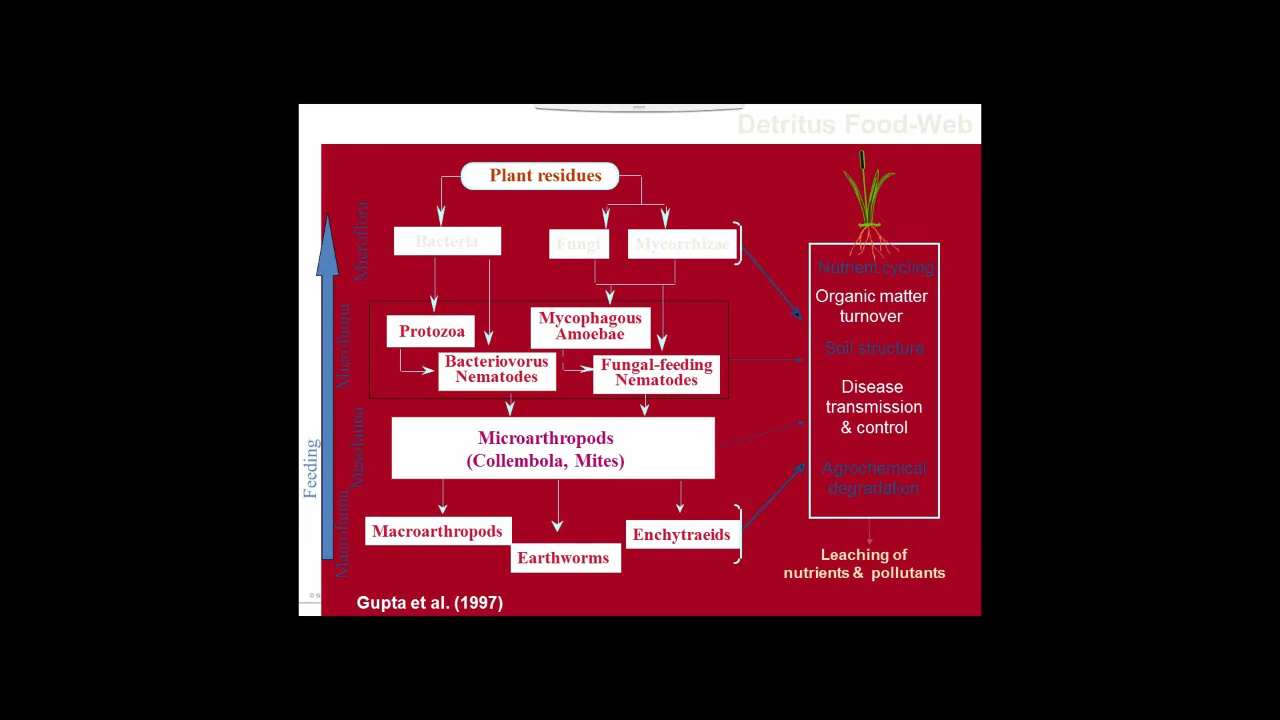 Detritus Food-Web
Plant residues
Microflora
Bacteria
Fungi
Mycorrhizae
Nutrient cycling
Organic matter
turnover
Soil structure
Disease
transmission
& control
Agrochemical
degradation
Microfauna
Protozoa
Mycophagous
Amoebae
Bacteriovorus
Nematodes
Fungal-feeding
Nematodes
Mesofauna
Microarthropods
(Collembola, Mites)
Feeding
Macrofauna
Macroarthropods
Earthworms
Enchytraeids
Leaching of
nutrients & pollutants
Gupta et al. (1997)